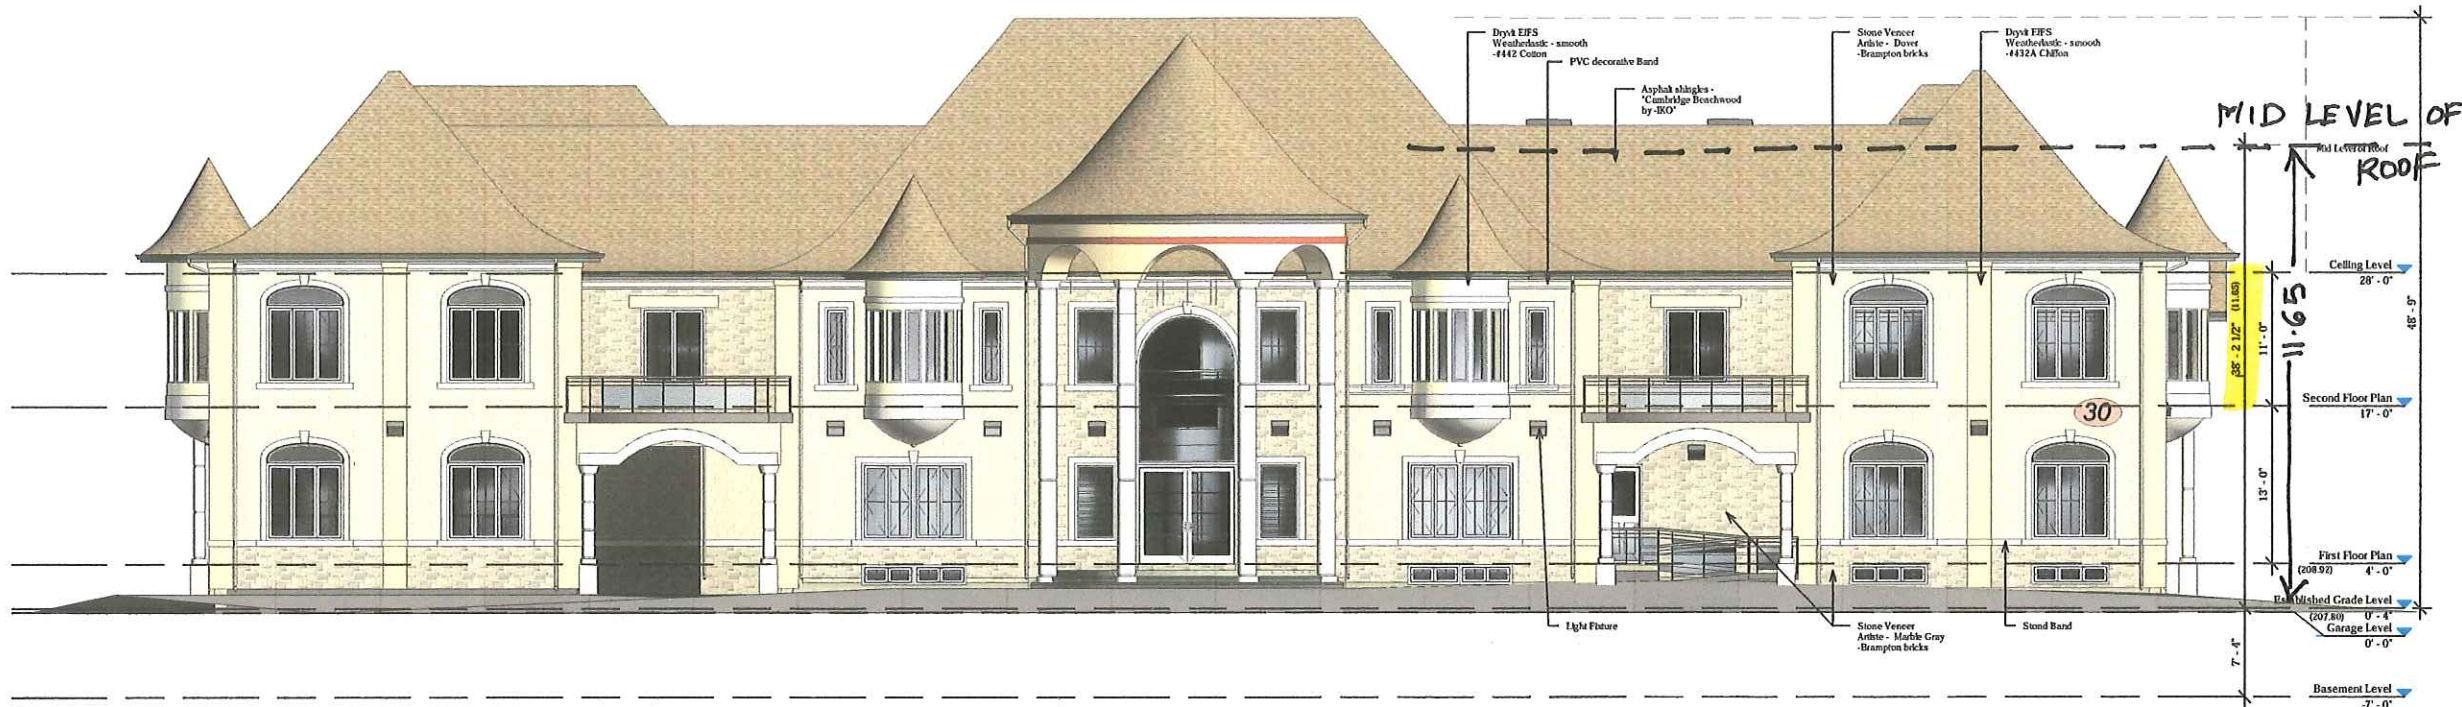 Dryvit EIFS
Weatherlastic - smooth
-#442 Cotton
PVC decorative Band
Asphalt shingles -
"Cambridge Beachwood
by -IKO"
Stone Veneer
Artiste - Dover
-Brampton bricks
Dryvit EIFS
Weatherlastic - smooth
-#432A Chiffon
MID LEVEL OF
ROOF
Mid Level of Roof
Ceiling Level
28' - 0"
38' - 2 1/2" (11.65)
11' - 0"
11.65
48' - 9"
Second Floor Plan
17' - 0"
30
13' - 0"
First Floor Plan
(208.92) 4' - 0"
Established Grade Level
(207.80) 0' - 4"
Garage Level
0' - 0"
Light Fixture
Stone Veneer
Artiste - Marble Gray
-Brampton bricks
Stond Band
7' - 4"
Basement Level
-7' - 0"